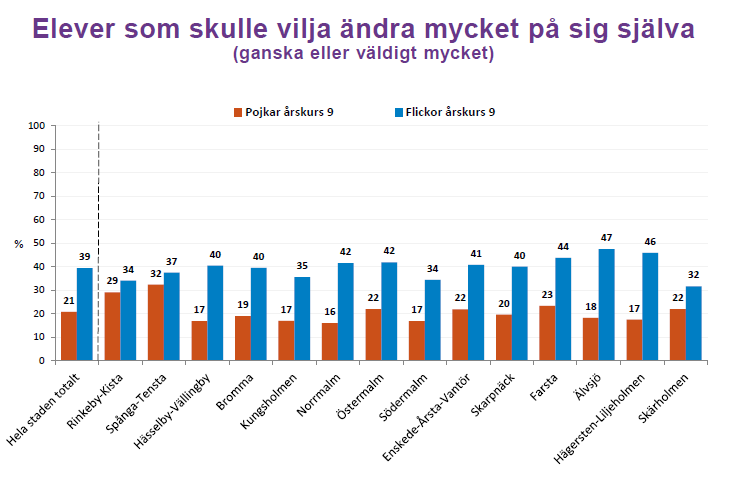 Elever som skulle vilja ändra mycket på sig själva
(ganska eller väldigt mycket)
Pojkar årskurs 9 Flickor årskurs 9
100
90
80
70
60
50
40
30
20
10
0
%
21 39
29 34
32 37
17 40
19 40
17 35
16 42
22 42
17 34
22 41
20 40
23 44
18 47
17 46
22 32
Hela staden totalt
Rinkeby-Kista
Spånga-Tensta
Hässelby-Vällingby
Bromma
Kungsholmen
Norrmalm
Östermalm
Södermalm
Enskede-Årsta-Vantör
Skarpnäck
Farsta
Älvsjö
Hägersten-Liljeholmen
Skärholmen